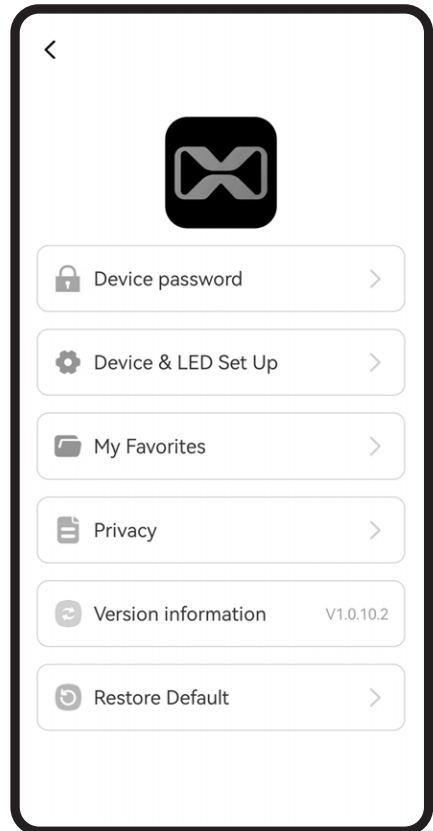 Device password
Device & LED Set Up
My Favorites
Privacy
Version information V1.0.10.2
Restore Default